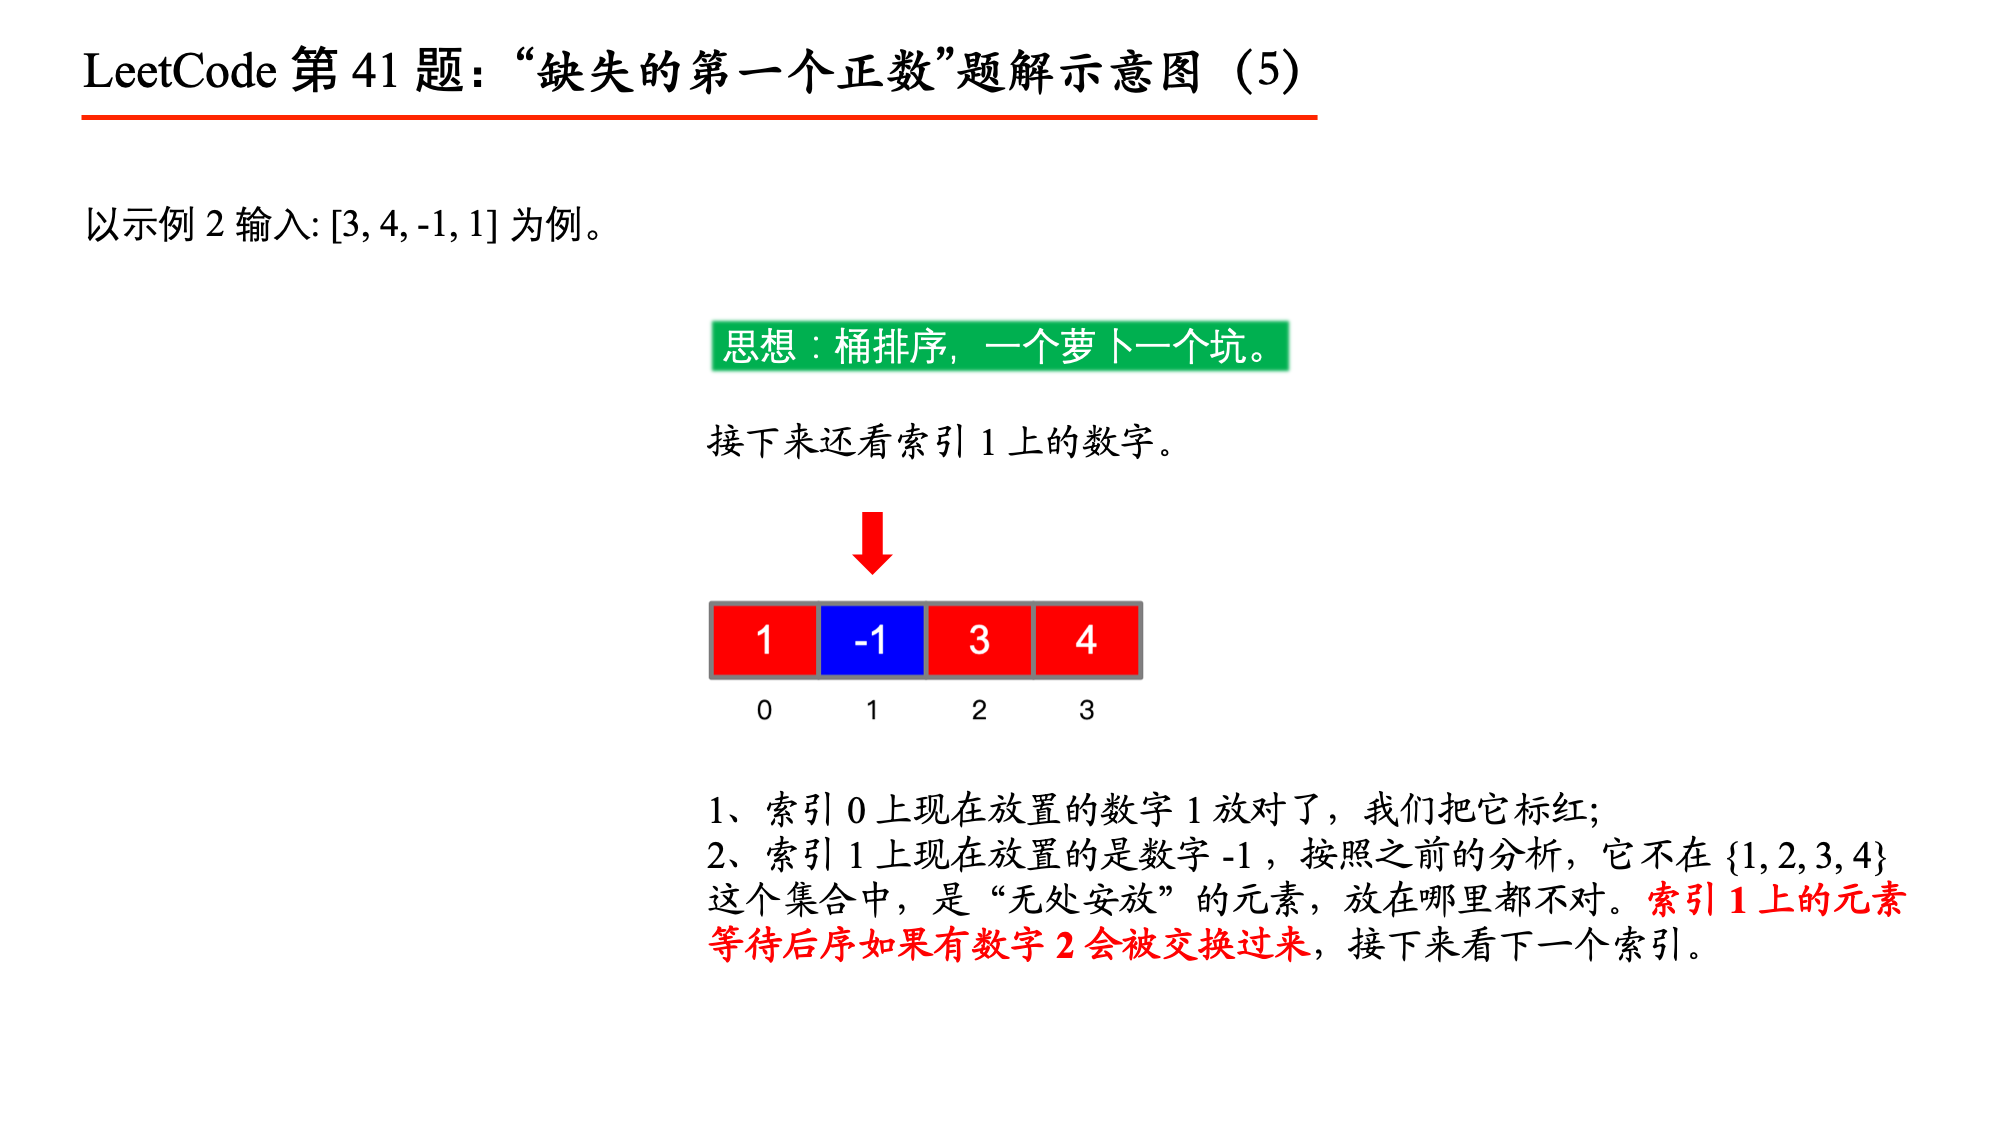 LeetCode 第 41 题：“缺失的第一个正数”题解示意图（5）
以示例 2 输入: [3, 4, -1, 1] 为例。
思想：桶排序，一个萝卜一个坑。
接下来还看索引 1 上的数字。
1 -1 3 4
0 1 2 3
1、索引 0 上现在放置的数字 1 放对了，我们把它标红；
2、索引 1 上现在放置的是数字 -1 ，按照之前的分析，它不在 {1, 2, 3, 4}
这个集合中，是“无处安放”的元素，放在哪里都不对。索引 1 上的元素
等待后序如果有数字 2 会被交换过来，接下来看下一个索引。